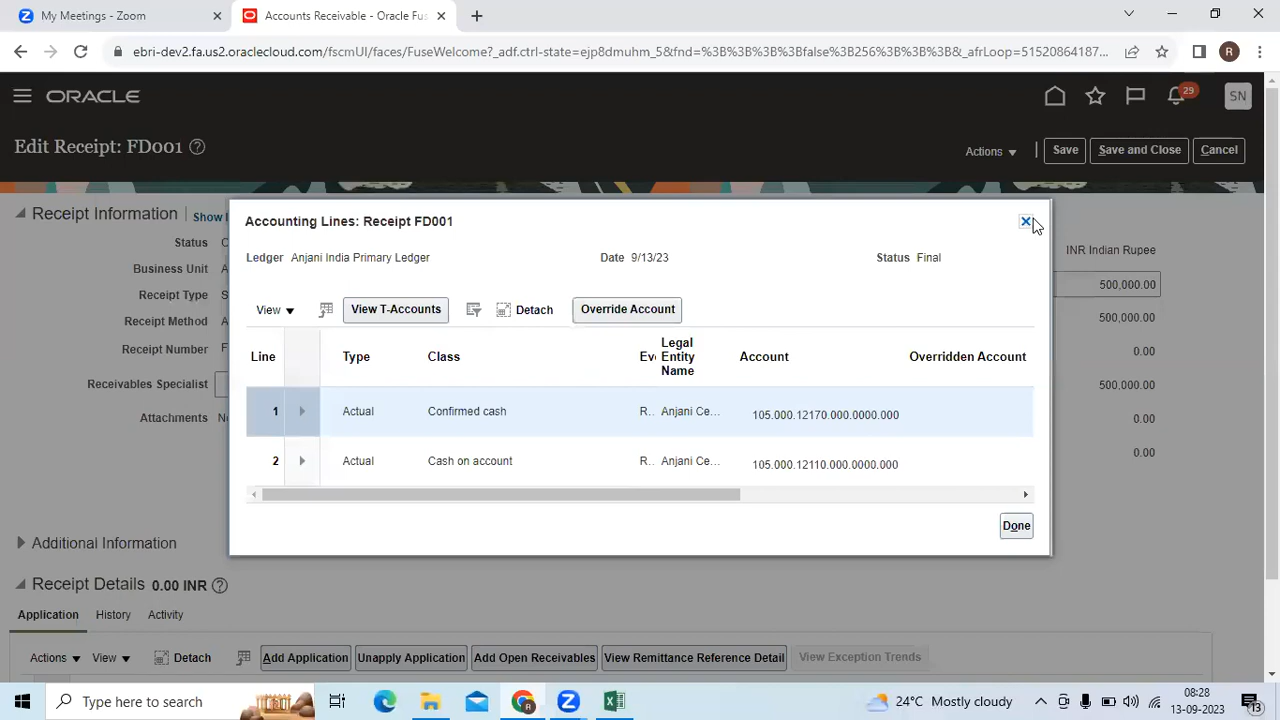 My Meetings - Zoom
Accounts Receivable - Oracle Fus
ebri-dev2.fa.us2.oraclecloud.com/fscmUI/faces/FuseWelcome?_adf.ctrl-state=ejp8dmuhm_5&fnd=%3B%3B%3B%3Bfalse%3B256%3B%3B%3B&_afrLoop=51520864187...
R
ORACLE
29
SN
Edit Receipt: FD001 ?
Actions
Save
Save and Close
Cancel
Receipt Information
Show
Status
Business Unit
Receipt Type
Receipt Method
Receipt Number
Receivables Specialist
Attachments
INR Indian Rupee
500,000.00
500,000.00
0.00
500,000.00
0.00
0.00
Accounting Lines: Receipt FD001
Ledger Anjani India Primary Ledger
Date 9/13/23
Status Final
View
View T-Accounts
Detach
Override Account
Line Type Class Ev Legal Entity Name Account Overridden Account
1 Actual Confirmed cash R.. Anjani Ce... 105.000.12170.000.0000.000
2 Actual Cash on account R.. Anjani Ce... 105.000.12110.000.0000.000
Done
Additional Information
Receipt Details 0.00 INR ?
Application History Activity
Actions View Detach Add Application Unapply Application Add Open Receivables View Remittance Reference Detail View Exception Trends
Type here to search
24°C Mostly cloudy
08:28
13-09-2023
13